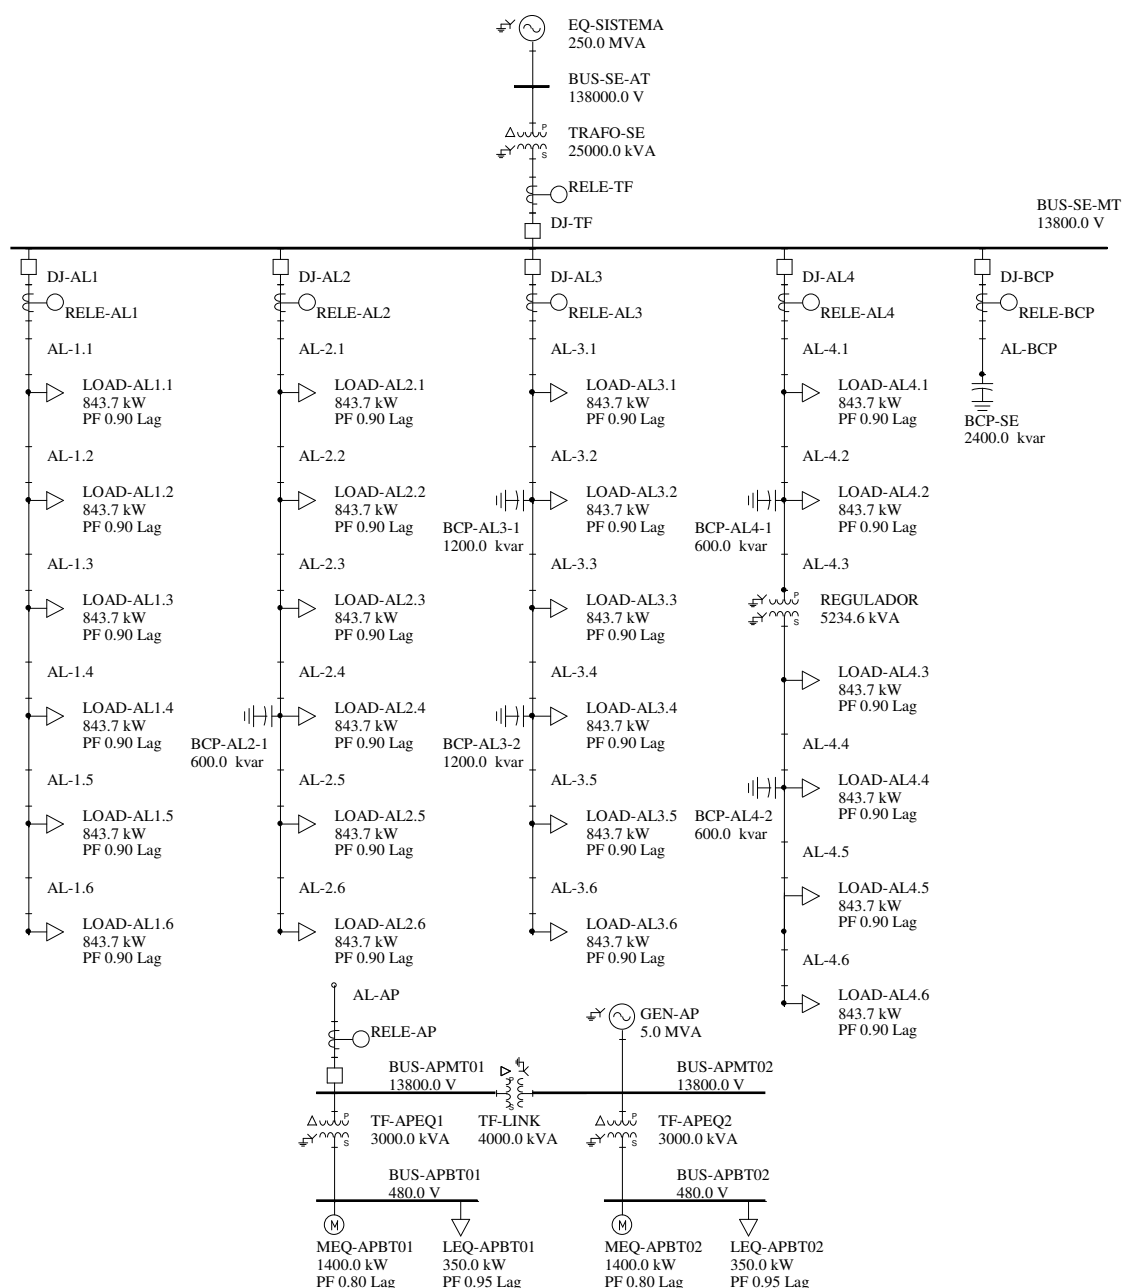 EQ-SISTEMA
250.0 MVA
BUS-SE-AT
138000.0 V
P
TRAFO-SE
S
25000.0 kVA
RELE-TF
BUS-SE-MT
13800.0 V
DJ-TF
DJ-AL1
DJ-AL2
DJ-AL3
DJ-AL4
DJ-BCP
RELE-AL1
RELE-AL2
RELE-AL3
RELE-AL4
RELE-BCP
AL-1.1
AL-2.1
AL-3.1
AL-4.1
AL-BCP
LOAD-AL1.1
843.7 kW
PF 0.90 Lag
LOAD-AL2.1
843.7 kW
PF 0.90 Lag
LOAD-AL3.1
843.7 kW
PF 0.90 Lag
LOAD-AL4.1
843.7 kW
PF 0.90 Lag
BCP-SE
2400.0 kvar
AL-1.2
AL-2.2
AL-3.2
AL-4.2
LOAD-AL1.2
843.7 kW
PF 0.90 Lag
LOAD-AL2.2
843.7 kW
PF 0.90 Lag
BCP-AL3-1
1200.0 kvar
LOAD-AL3.2
843.7 kW
PF 0.90 Lag
BCP-AL4-1
600.0 kvar
LOAD-AL4.2
843.7 kW
PF 0.90 Lag
AL-1.3
AL-2.3
AL-3.3
AL-4.3
LOAD-AL1.3
843.7 kW
PF 0.90 Lag
LOAD-AL2.3
843.7 kW
PF 0.90 Lag
LOAD-AL3.3
843.7 kW
PF 0.90 Lag
P
REGULADOR
S
5234.6 kVA
AL-1.4
AL-2.4
AL-3.4
LOAD-AL4.3
843.7 kW
PF 0.90 Lag
LOAD-AL1.4
843.7 kW
PF 0.90 Lag
BCP-AL2-1
600.0 kvar
LOAD-AL2.4
843.7 kW
PF 0.90 Lag
BCP-AL3-2
1200.0 kvar
LOAD-AL3.4
843.7 kW
PF 0.90 Lag
AL-4.4
AL-1.5
AL-2.5
AL-3.5
BCP-AL4-2
600.0 kvar
LOAD-AL4.4
843.7 kW
PF 0.90 Lag
LOAD-AL1.5
843.7 kW
PF 0.90 Lag
LOAD-AL2.5
843.7 kW
PF 0.90 Lag
LOAD-AL3.5
843.7 kW
PF 0.90 Lag
AL-4.5
AL-1.6
AL-2.6
AL-3.6
LOAD-AL4.5
843.7 kW
PF 0.90 Lag
LOAD-AL1.6
843.7 kW
PF 0.90 Lag
LOAD-AL2.6
843.7 kW
PF 0.90 Lag
LOAD-AL3.6
843.7 kW
PF 0.90 Lag
AL-4.6
LOAD-AL4.6
843.7 kW
PF 0.90 Lag
AL-AP
RELE-AP
GEN-AP
5.0 MVA
BUS-APMT01
13800.0 V
P
S
BUS-APMT02
13800.0 V
P
TF-APEQ1
S
3000.0 kVA
TF-LINK
4000.0 kVA
P
TF-APEQ2
S
3000.0 kVA
BUS-APBT01
480.0 V
BUS-APBT02
480.0 V
M
MEQ-APBT01
1400.0 kW
PF 0.80 Lag
LEQ-APBT01
350.0 kW
PF 0.95 Lag
M
MEQ-APBT02
1400.0 kW
PF 0.80 Lag
LEQ-APBT02
350.0 kW
PF 0.95 Lag